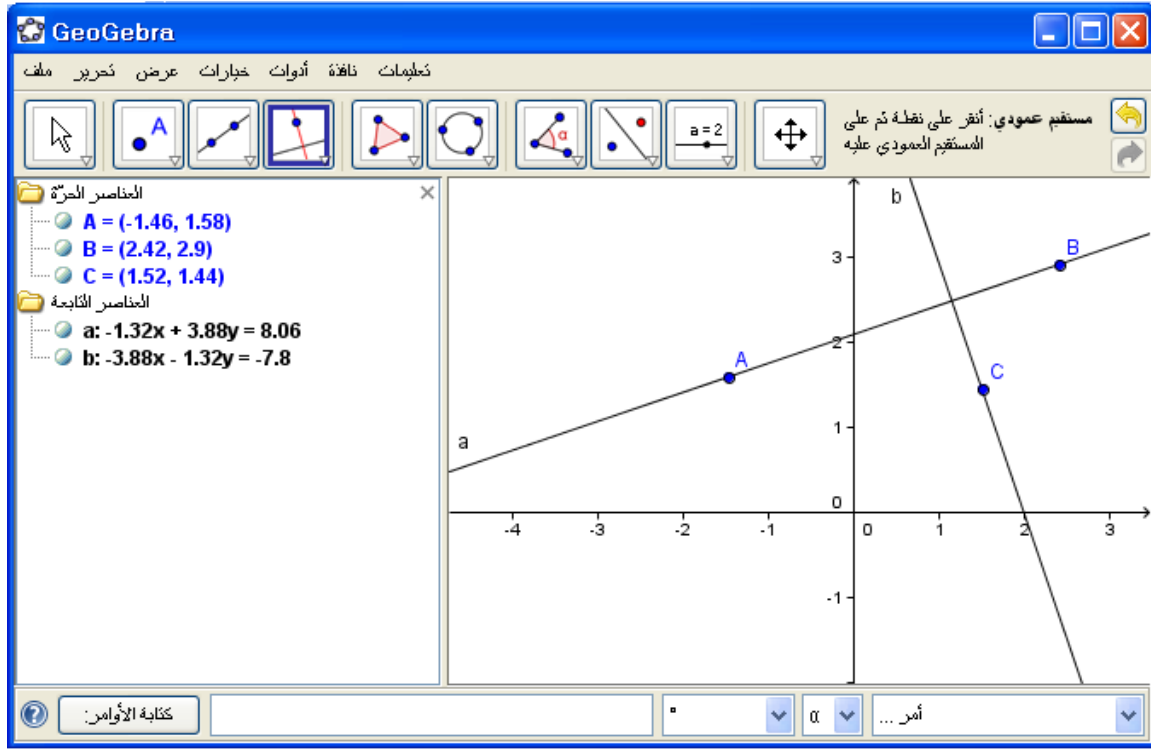 GeoGebra
ملف تحرير عرض خيارات أدوات نافذة تعليمات
A
α
a = 2
مستقيم عمودي: أنقر على نقطة ثم على
المستقيم العمودي عليه
العناصر الحرّة
A = (-1.46, 1.58)
B = (2.42, 2.9)
C = (1.52, 1.44)
العناصر التابعة
a: -1.32x + 3.88y = 8.06
b: -3.88x - 1.32y = -7.8
b
B
3
2
A
C
1
a
0
-4 -3 -2 -1 0 1 2 3
-1
كتابة الأوامر:
°
α
أمر ...